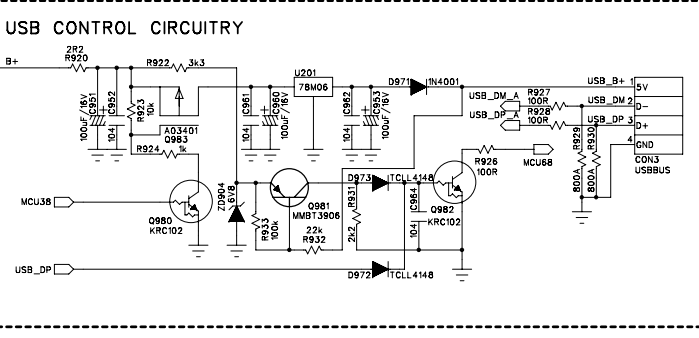 USB CONTROL CIRCUITRY
B+
2R2
R920
R922
3k3
C951
100uF/16V
C952
104
R923
10k
AO3401
Q983
R924
1k
MCU38
Q980
KRC102
ZD904
6V8
C961
104
C960
100uF/16V
U201
78M06
C962
104
C953
100uF/16V
D971
1N4001
Q981
MMBT3906
R933
100k
22k
R932
D973
TCLL4148
R931
2k2
C964
104
Q982
KRC102
R926
100R
MCU68
USB_DP
D972
TCLL4148
USB_DM_A
R927
100R
USB_DP_A
R928
100R
USB_B+ 1
USB_DM 2
USB_DP 3
4
5V
D-
D+
GND
CON3
USBBUS
R929
800A
R930
800A